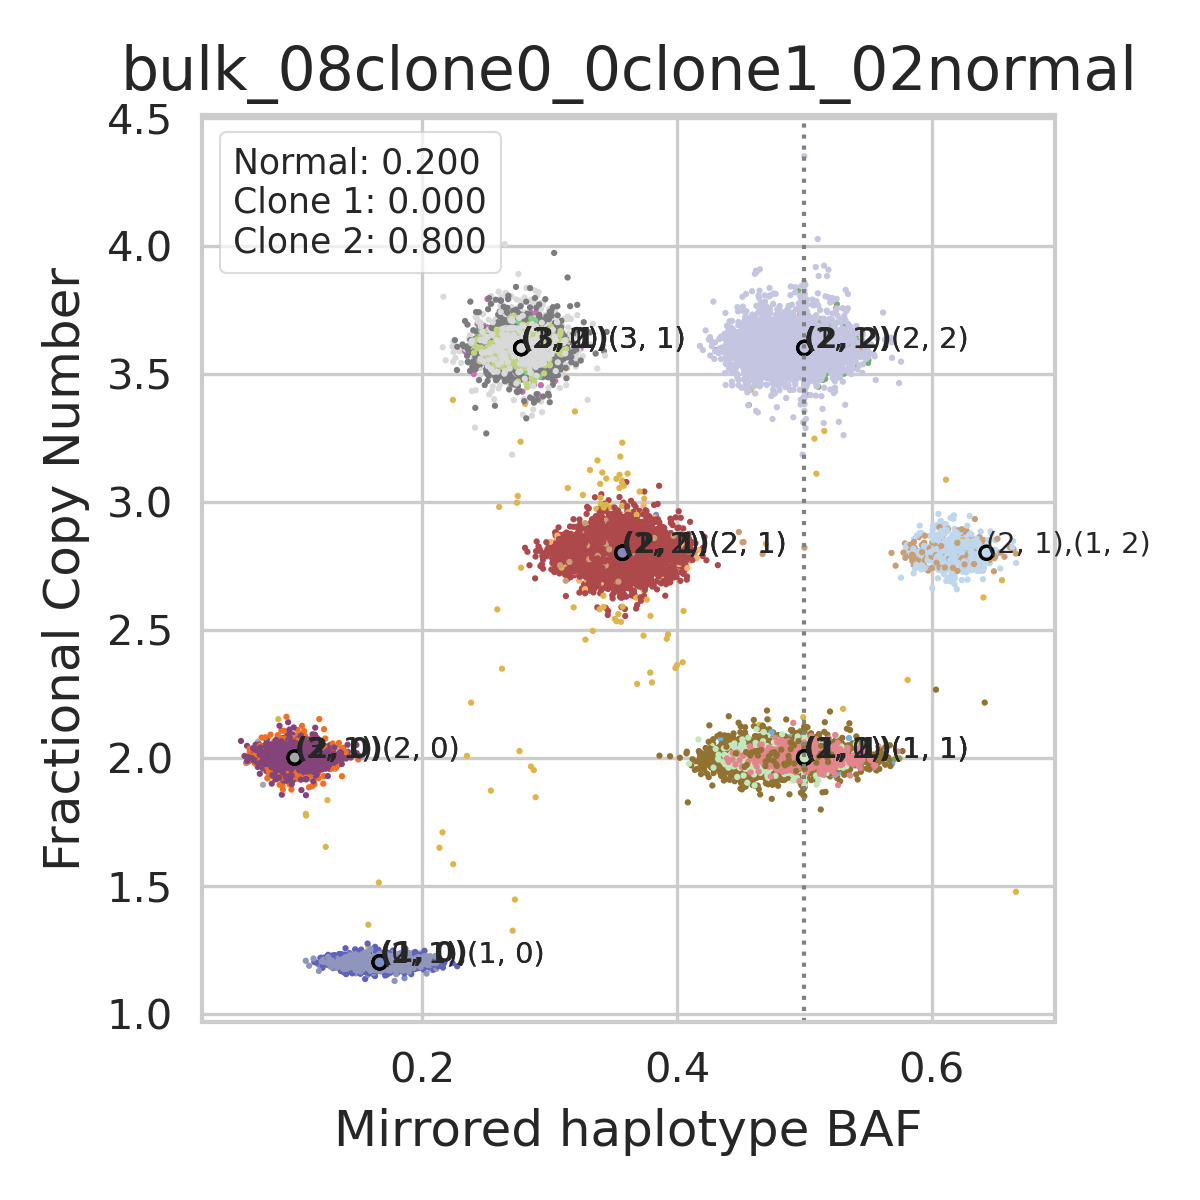 bulk_08clone0_0clone1_02normal
4.5
Normal: 0.200
Clone 1: 0.000
Clone 2: 0.800
4.0
(3, 1)
(2, 2)
3.5
3.0
(2, 1)
(2, 1),(1, 2)
2.5
2.0
(2, 0)
(1, 1)
1.5
(1, 0)
1.0
0.2
0.4
0.6
Mirrored haplotype BAF
Fractional Copy Number